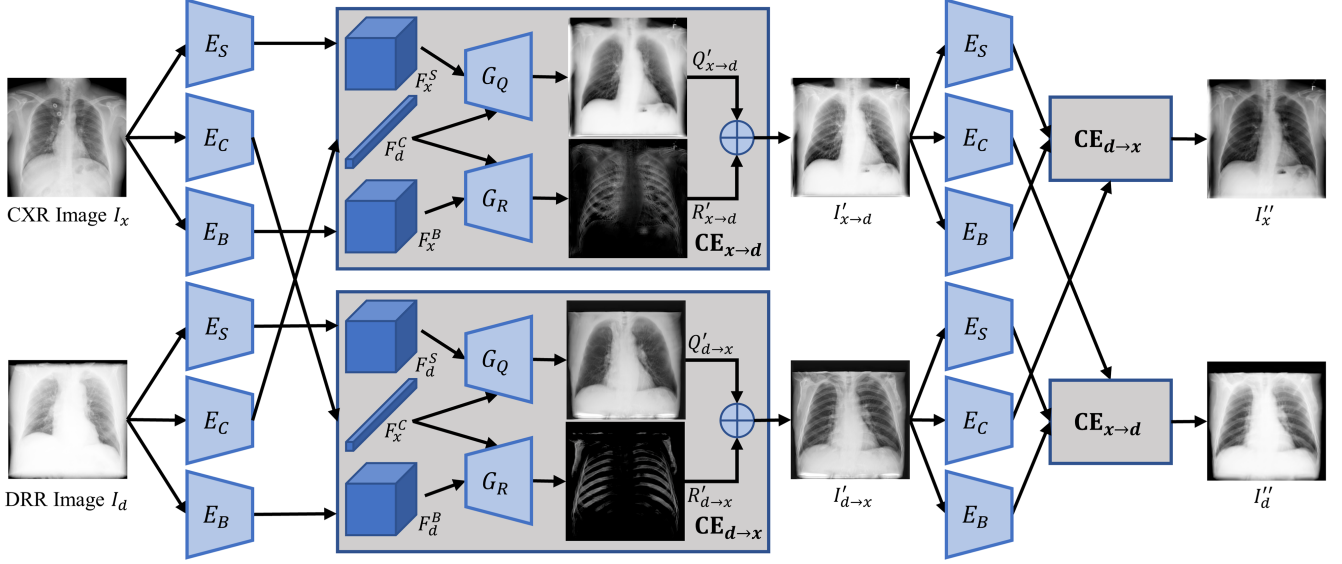 E_S
E_C
E_B
CXR Image I_x
F_x^S
F_d^C
F_x^B
G_Q
G_R
Q'_{x→d}
R'_{x→d}
CE_{x→d}
I'_{x→d}
E_S
E_C
E_B
CE_{d→x}
I''_x
E_S
E_C
E_B
DRR Image I_d
F_d^S
F_x^C
F_d^B
G_Q
G_R
Q'_{d→x}
R'_{d→x}
CE_{d→x}
I'_{d→x}
E_S
E_C
E_B
CE_{x→d}
I''_d